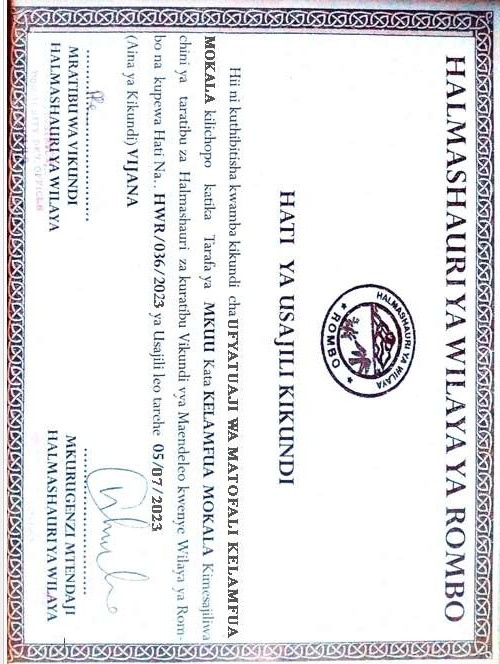 HALMASHAURI YA WILAYA YA ROMBO
HALMASHAURI YA WILAYA
ROMBO
HATI YA USAJILI KIKUNDI
Hii ni kuthibitisha kwamba kikundi cha UFYATUAJI WA MATOFALI KELAMFUA
MOKALA kilichopo katika Tarafa ya MKUU Kata KELAMFUA MOKALA Kimesajiliwa
chini ya taratibu za Halmashauri za kuratibu Vikundi vya Maendeleo kwenye Wilaya ya Rom-
bo na kupewa Hati Na.. HWR/036/2023 ya Usajili leo tarehe 05/07/2023
(Aina ya Kikundi) VIJANA
MRATIBU WA VIKUNDI
HALMASHAURI YA WILAYA
MKURUGENZI MTENDAJI
HALMASHAURI YA WILAYA